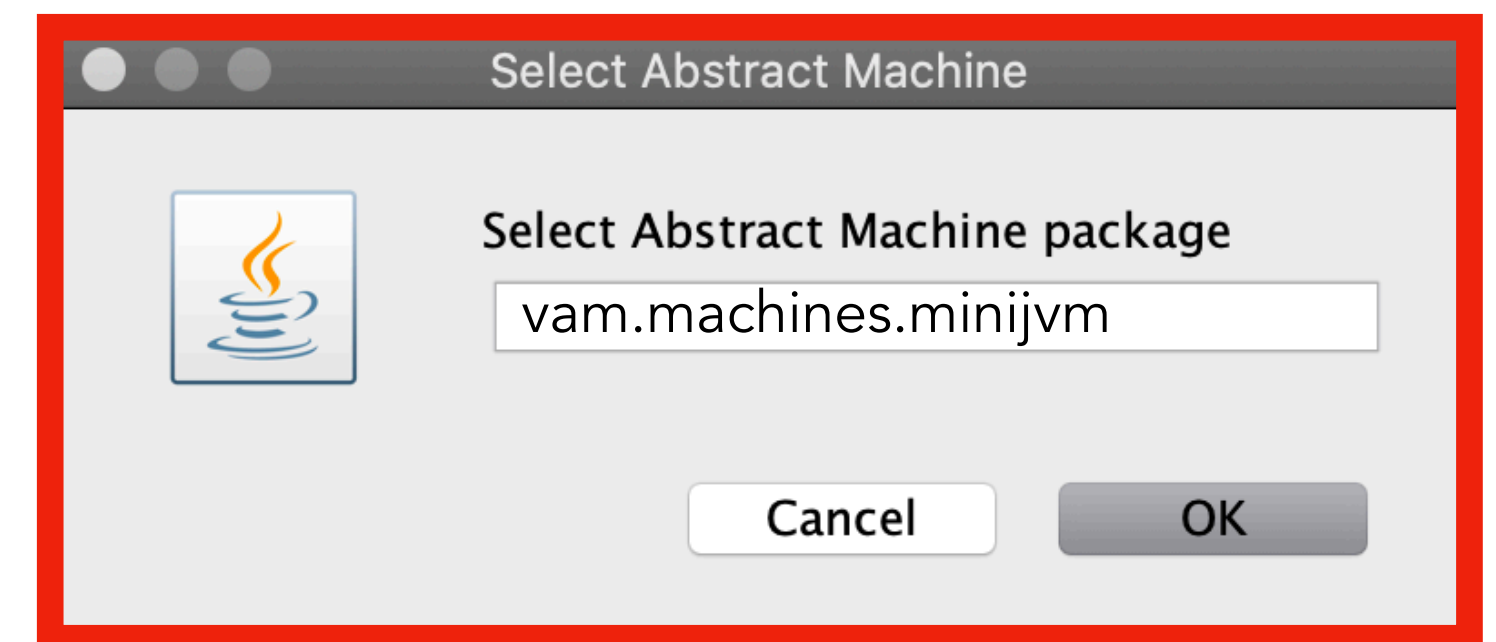 Select Abstract Machine
Select Abstract Machine package
vam.machines.minijvm
Cancel
OK